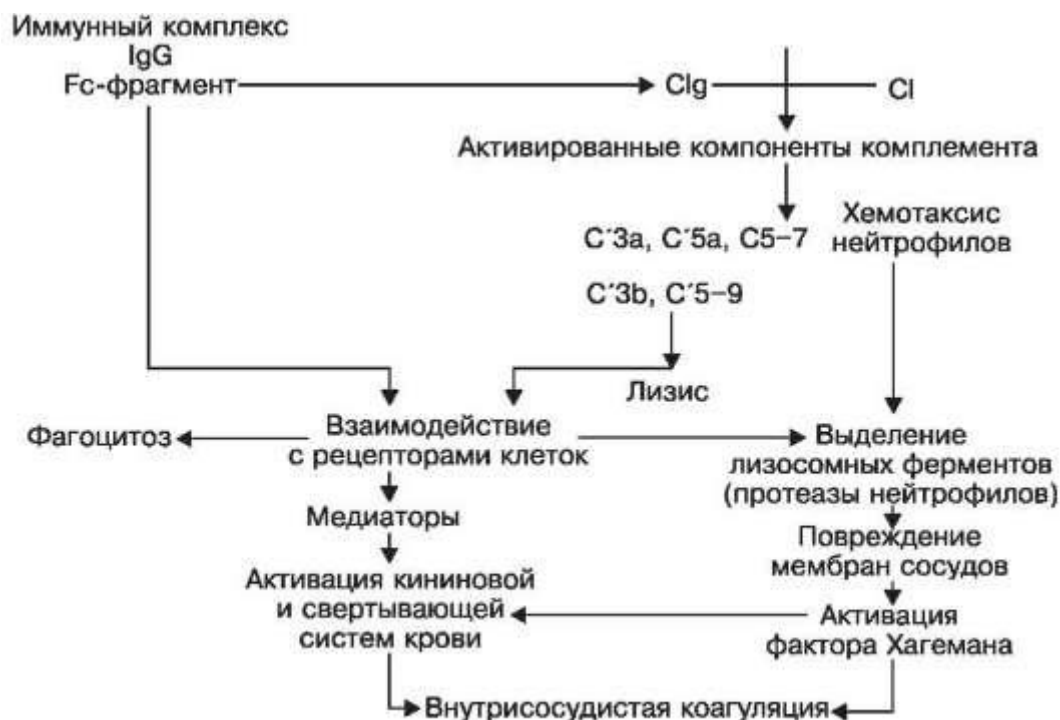 Иммунный комплекс
IgG
Fc-фрагмент
CIg
CI
Активированные компоненты комплемента
C´3a, C´5a, C5–7
Хемотаксис
нейтрофилов
C´3b, C´5–9
Лизис
Фагоцитоз
Взаимодействие
с рецепторами клеток
Выделение
лизосомных ферментов
(протеазы нейтрофилов)
Медиаторы
Повреждение
мембран сосудов
Активация кининовой
и свертывающей
систем крови
Активация
фактора Хагемана
Внутрисосудистая коагуляция